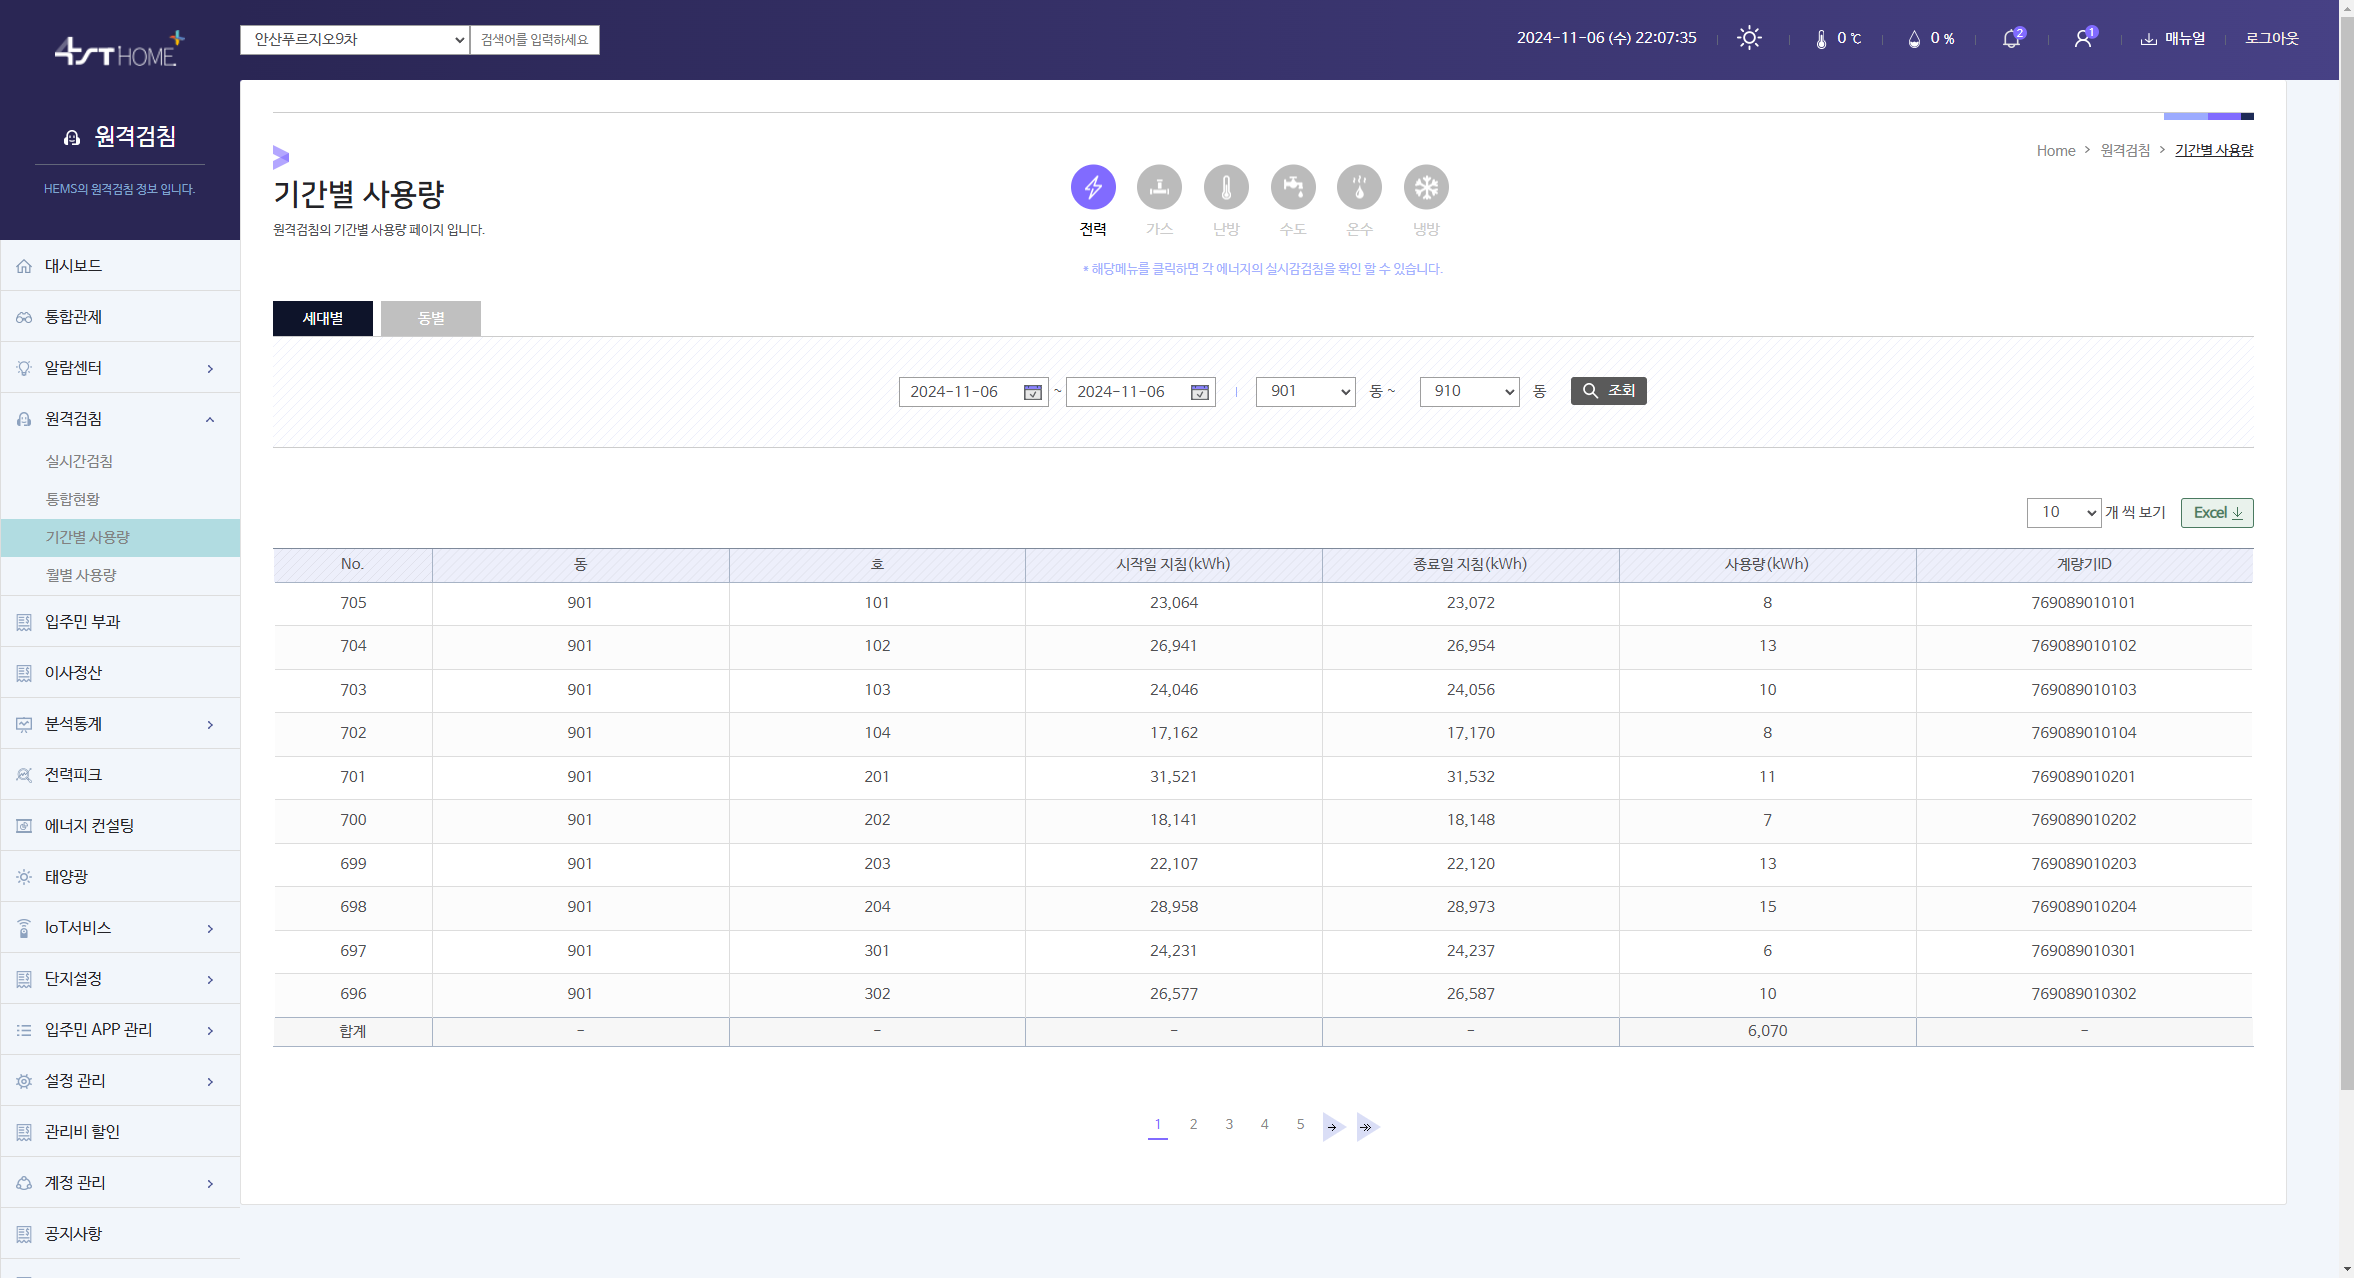 4ST HOME
안산푸르지오9차
검색어를 입력하세요
2024-11-06 (수) 22:07:35
0 ℃
0 %
2
1
매뉴얼
로그아웃
원격검침
HEMS의 원격검침 정보 입니다.
대시보드
통합관제
알람센터
원격검침
실시간검침
통합현황
기간별 사용량
월별 사용량
입주민 부과
이사정산
분석통계
전력피크
에너지 컨설팅
태양광
IoT서비스
단지설정
입주민 APP 관리
설정 관리
관리비 할인
계정 관리
공지사항
Home > 원격검침 > 기간별 사용량
기간별 사용량
원격검침의 기간별 사용량 페이지 입니다.
전력 가스 난방 수도 온수 냉방
* 해당메뉴를 클릭하면 각 에너지의 실시감검침을 확인 할 수 있습니다.
세대별 동별
2024-11-06 ~ 2024-11-06 901 동 ~ 910 동 조회
10 개 씩 보기 Excel
No. 동 호 시작일 지침(kWh) 종료일 지침(kWh) 사용량(kWh) 계량기ID
705 901 101 23,064 23,072 8 769089010101
704 901 102 26,941 26,954 13 769089010102
703 901 103 24,046 24,056 10 769089010103
702 901 104 17,162 17,170 8 769089010104
701 901 201 31,521 31,532 11 769089010201
700 901 202 18,141 18,148 7 769089010202
699 901 203 22,107 22,120 13 769089010203
698 901 204 28,958 28,973 15 769089010204
697 901 301 24,231 24,237 6 769089010301
696 901 302 26,577 26,587 10 769089010302
합계 - - - - 6,070 -
1 2 3 4 5